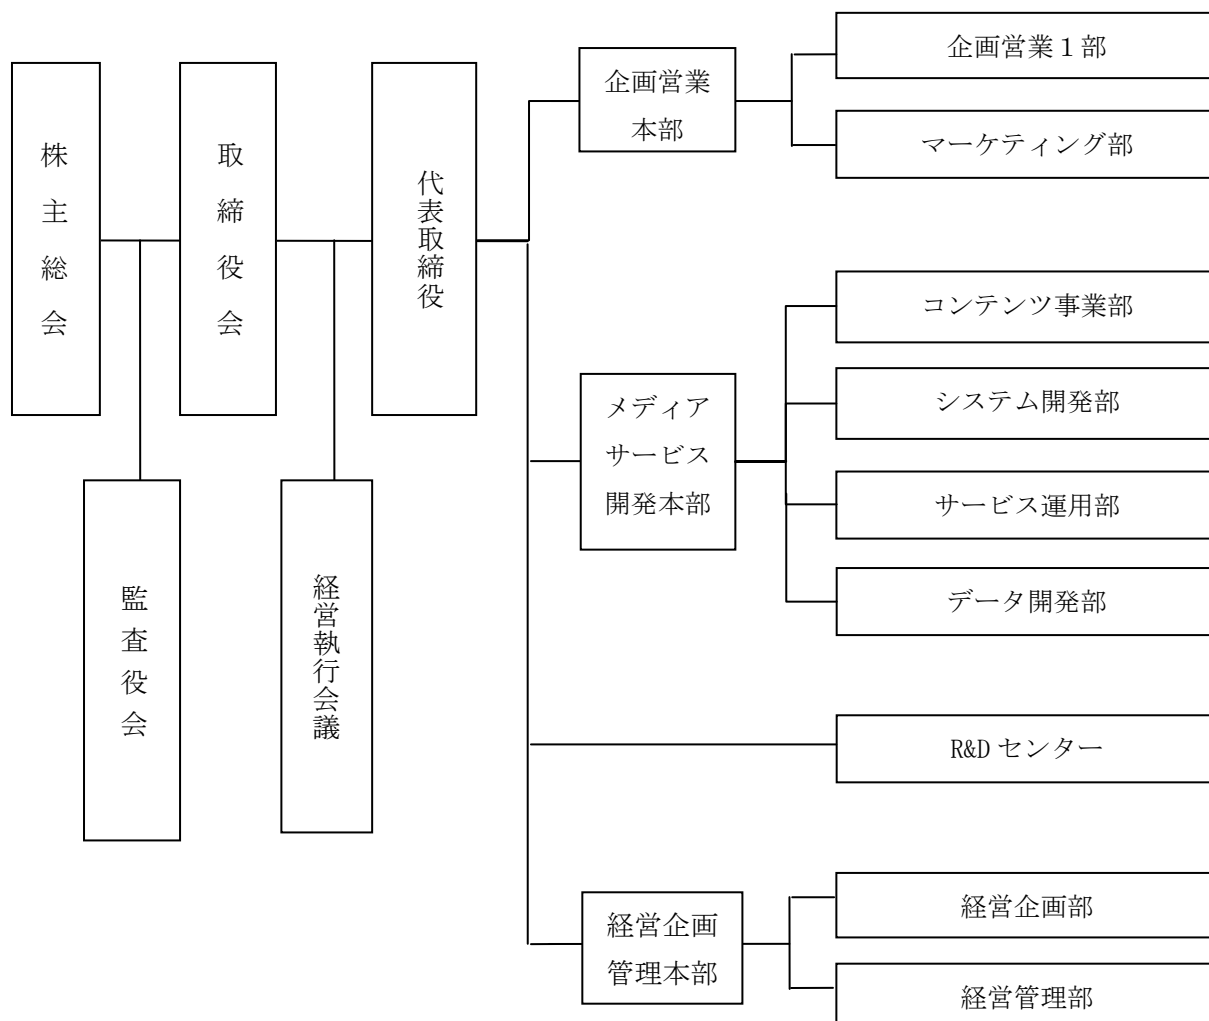 株主総会
取締役会
代表取締役
監査役会
経営執行会議
企画営業
本部
企画営業１部
マーケティング部
メディア
サービス
開発本部
コンテンツ事業部
システム開発部
サービス運用部
データ開発部
R&D センター
経営企画
管理本部
経営企画部
経営管理部